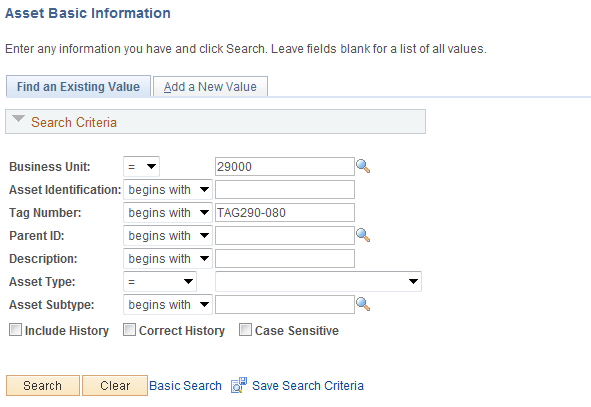 Asset Basic Information
Enter any information you have and click Search. Leave fields blank for a list of all values.
Find an Existing Value Add a New Value
Search Criteria
Business Unit: = 29000
Asset Identification: begins with
Tag Number: begins with TAG290-080
Parent ID: begins with
Description: begins with
Asset Type: =
Asset Subtype: begins with
Include History Correct History Case Sensitive
Search Clear Basic Search Save Search Criteria